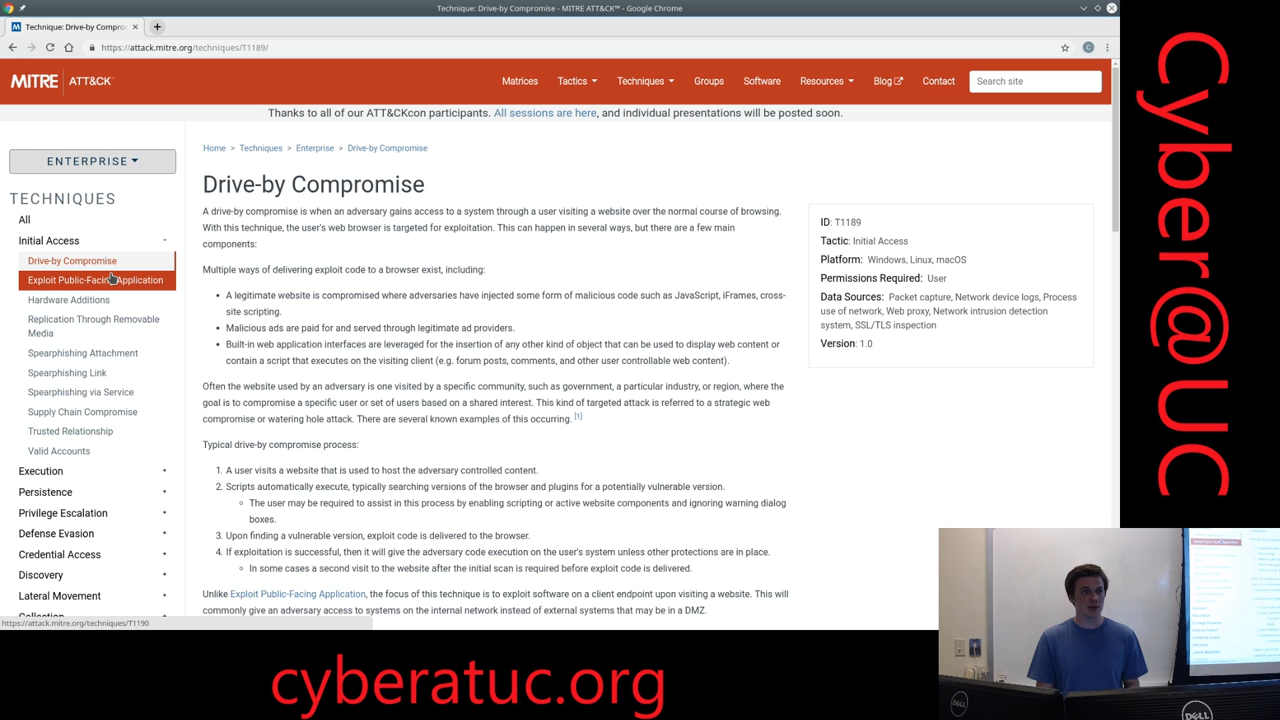 Technique: Drive-by Compromise - MITRE ATT&CK™ - Google Chrome
Technique: Drive-by Compro
https://attack.mitre.org/techniques/T1189/
C
MITRE ATT&CK™
Matrices Tactics Techniques Groups Software Resources Blog Contact Search site
Thanks to all of our ATT&CKcon participants. All sessions are here, and individual presentations will be posted soon.
ENTERPRISE
TECHNIQUES
All
Initial Access -
Drive-by Compromise
Exploit Public-Facing Application
Hardware Additions
Replication Through Removable
Media
Spearphishing Attachment
Spearphishing Link
Spearphishing via Service
Supply Chain Compromise
Trusted Relationship
Valid Accounts
Execution +
Persistence +
Privilege Escalation +
Defense Evasion +
Credential Access +
Discovery +
Lateral Movement +
Collection
https://attack.mitre.org/techniques/T1190
Home > Techniques > Enterprise > Drive-by Compromise
Drive-by Compromise
A drive-by compromise is when an adversary gains access to a system through a user visiting a website over the normal course of browsing.
With this technique, the user's web browser is targeted for exploitation. This can happen in several ways, but there are a few main
components:
Multiple ways of delivering exploit code to a browser exist, including:
• A legitimate website is compromised where adversaries have injected some form of malicious code such as JavaScript, iFrames, cross-
site scripting.
• Malicious ads are paid for and served through legitimate ad providers.
• Built-in web application interfaces are leveraged for the insertion of any other kind of object that can be used to display web content or
contain a script that executes on the visiting client (e.g. forum posts, comments, and other user controllable web content).
Often the website used by an adversary is one visited by a specific community, such as government, a particular industry, or region, where the
goal is to compromise a specific user or set of users based on a shared interest. This kind of targeted attack is referred to a strategic web
compromise or watering hole attack. There are several known examples of this occurring. [1]
Typical drive-by compromise process:
1. A user visits a website that is used to host the adversary controlled content.
2. Scripts automatically execute, typically searching versions of the browser and plugins for a potentially vulnerable version.
○ The user may be required to assist in this process by enabling scripting or active website components and ignoring warning dialog
boxes.
3. Upon finding a vulnerable version, exploit code is delivered to the browser.
4. If exploitation is successful, then it will give the adversary code execution on the user's system unless other protections are in place.
○ In some cases a second visit to the website after the initial scan is required before exploit code is delivered.
Unlike Exploit Public-Facing Application, the focus of this technique is to exploit software on a client endpoint upon visiting a website. This will
commonly give an adversary access to systems on the internal network instead of external systems that may be in a DMZ.
ID: T1189
Tactic: Initial Access
Platform: Windows, Linux, macOS
Permissions Required: User
Data Sources: Packet capture, Network device logs, Process
use of network, Web proxy, Network intrusion detection
system, SSL/TLS inspection
Version: 1.0
Cyber@UC
cyberatuc.org
DELL
DELL